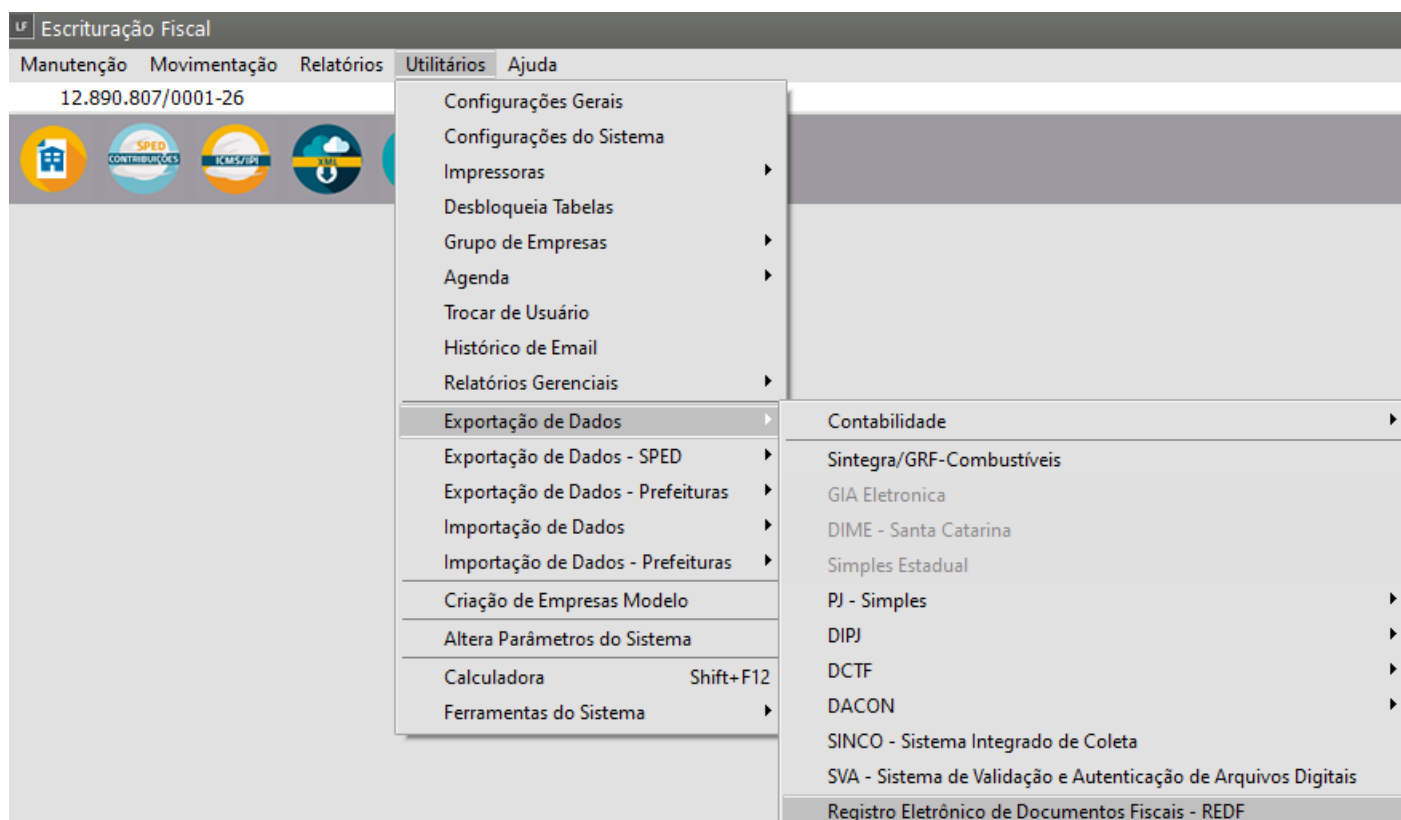 LF Escrituração Fiscal
Manutenção Movimentação Relatórios Utilitários Ajuda
12.890.807/0001-26
SPED
CONTRIBUIÇÕES
ICMS/IPI
XML
Configurações Gerais
Configurações do Sistema
Impressoras
Desbloqueia Tabelas
Grupo de Empresas
Agenda
Trocar de Usuário
Histórico de Email
Relatórios Gerenciais
Exportação de Dados
Exportação de Dados - SPED
Exportação de Dados - Prefeituras
Importação de Dados
Importação de Dados - Prefeituras
Criação de Empresas Modelo
Altera Parâmetros do Sistema
Calculadora Shift+F12
Ferramentas do Sistema
Contabilidade
Sintegra/GRF-Combustíveis
GIA Eletronica
DIME - Santa Catarina
Simples Estadual
PJ - Simples
DIPJ
DCTF
DACON
SINCO - Sistema Integrado de Coleta
SVA - Sistema de Validação e Autenticação de Arquivos Digitais
Registro Eletrônico de Documentos Fiscais - REDF